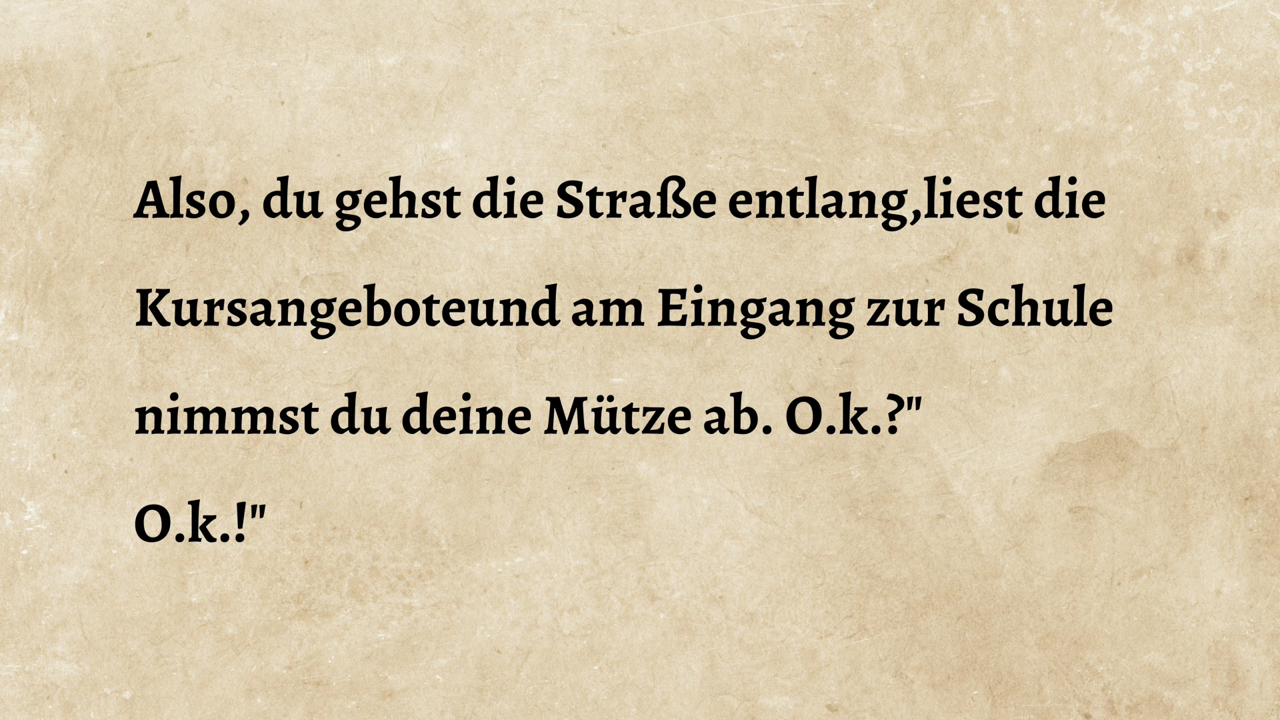 Also, du gehst die Straße entlang,liest die
Kursangeboteund am Eingang zur Schule
nimmst du deine Mütze ab. O.k.?"
O.k.!"